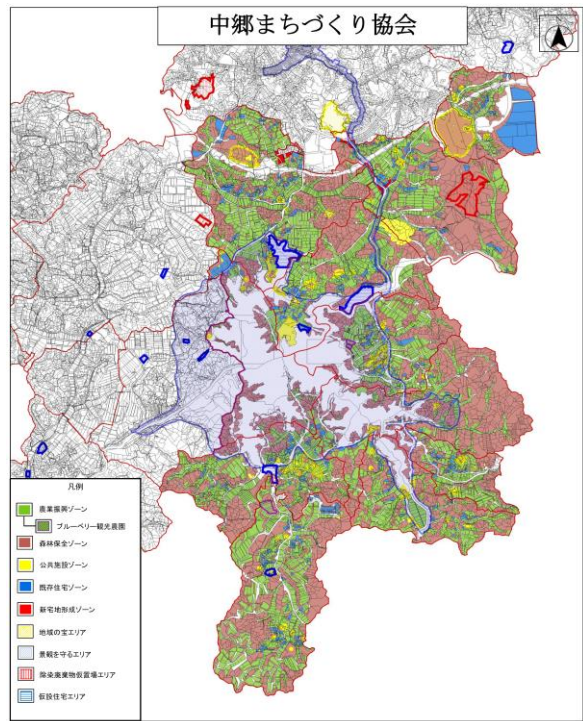 中郷まちづくり協会
凡例
農業振興ゾーン
ブルーベリー観光農園
森林保全ゾーン
公共施設ゾーン
既存住宅ゾーン
新宅地形成ゾーン
地域の宝エリア
景観を守るエリア
除染廃棄物仮置場エリア
仮設住宅エリア